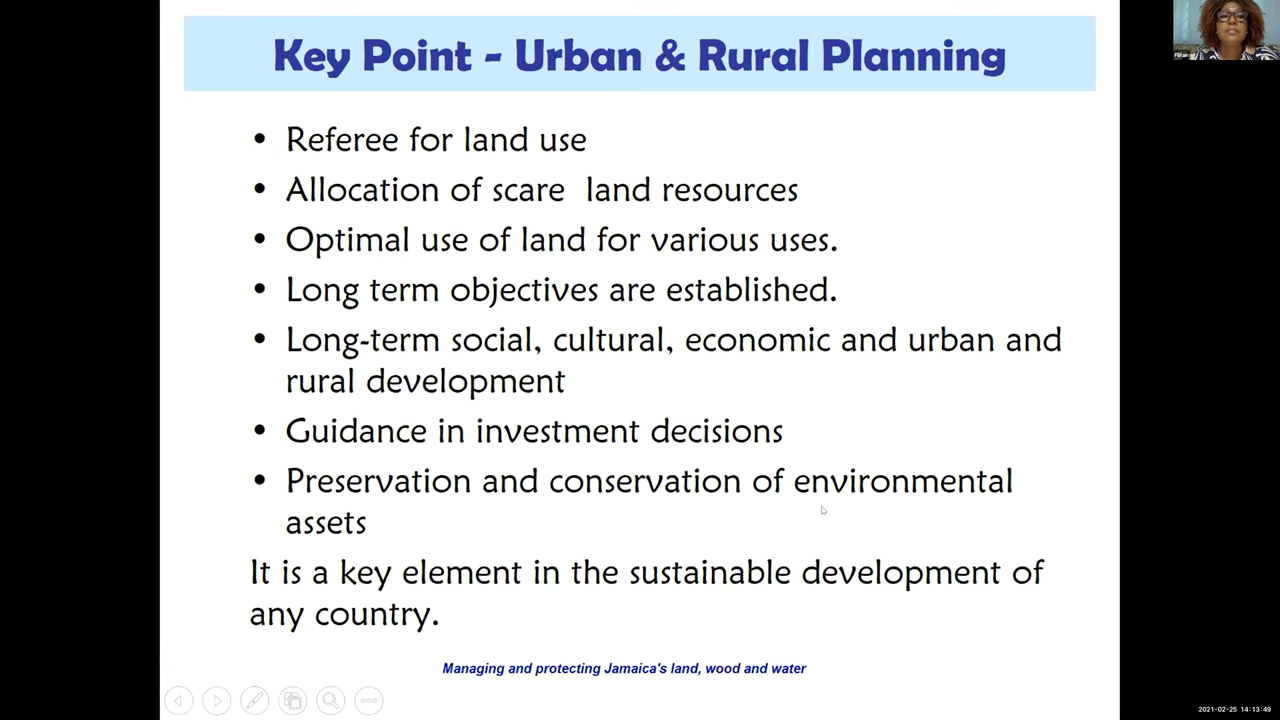 Key Point - Urban & Rural Planning
• Referee for land use
• Allocation of scare  land resources
• Optimal use of land for various uses.
• Long term objectives are established.
• Long-term social, cultural, economic and urban and
rural development
• Guidance in investment decisions
• Preservation and conservation of environmental
assets
It is a key element in the sustainable development of
any country.
Managing and protecting Jamaica's land, wood and water
2021-02-25 14:13:49